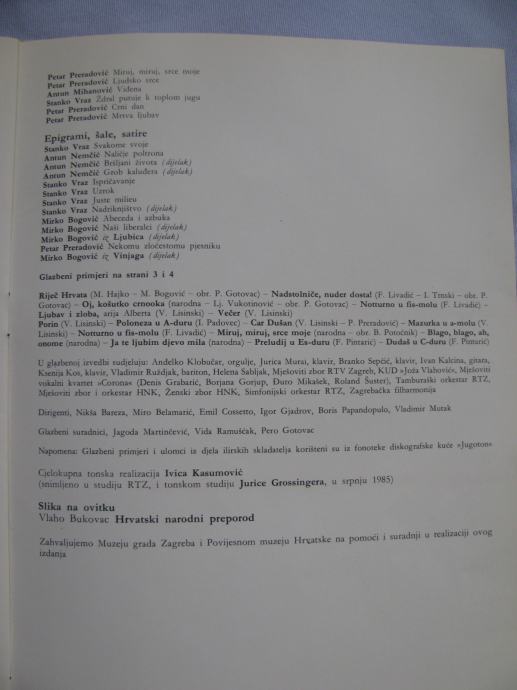 Petar Preradović Miruj, miruj, srce moje
Petar Preradović Ljudsko srce
Antun Mihanović Viđena
Stanko Vraz Ždral putuje k toplom jugu
Petar Preradović Crni dan
Petar Preradović Mrtva ljubav
Epigrami, šale, satire
Stanko Vraz Svakome svoje
Antun Nemčić Naličje poltrona
Antun Nemčić Bršljani života (dijelak)
Antun Nemčić Grob kaluđera (dijelak)
Stanko Vraz Ispričavanje
Stanko Vraz Uzrok
Stanko Vraz Juste milieu
Stanko Vraz Nadriknjištvo (dijelak)
Mirko Bogović Abeceda i azbuka
Mirko Bogović Naši liberalci (dijelak)
Mirko Bogović iz Ljubica (dijelak)
Petar Preradović Nekomu zločestomu pjesniku
Mirko Bogović iz Vinjaga (dijelak)
Glazbeni primjeri na strani 3 i 4
Riječ Hrvata (M. Hajko – M. Bogović – obr. P. Gotovac) – Nadstolniče, nuder dosta! (F. Livadić – I. Trnski – obr. P.
Gotovac) – Oj, košutko crnooka (narodna – Lj. Vukotinović – obr. P. Gotovac) – Notturno u fis-molu (F. Livadić) –
Ljubav i zloba, arija Alberta (V. Lisinski) – Večer (V. Lisinski)
Porin (V. Lisinski) – Poloneza u A-duru (I. Padovec) – Car Dušan (V. Lisinski – P. Preradović) – Mazurka u a-molu (V.
Lisinski) – Notturno u fis-molu (F. Livadić) – Miruj, miruj, srce moje (narodna – obr. B. Potočnik) – Blago, blago, ah,
onome (narodna) – Ja te ljubim djevo mila (narodna) – Preludij u Es-duru (F. Pintarić) – Dudaš u C-duru (F. Pintarić)
U glazbenoj izvedbi sudjeluju: Anđelko Klobučar, orgulje, Jurica Murai, klavir, Branko Sepčić, klavir, Ivan Kalcina, gitara,
Ksenija Kos, klavir, Vladimir Ruždjak, bariton, Helena Sabljak, Mješoviti zbor RTV Zagreb, KUD »Joža Vlahović«, Mješoviti
vokalni kvartet »Corona« (Denis Grabarić, Borjana Gorjup, Đuro Mikašek, Roland Šuster), Tamburaški orkestar RTZ,
Mješoviti zbor i orkestar HNK, Ženski zbor HNK, Simfonijski orkestar RTZ, Zagrebačka filharmonija
Dirigenti, Nikša Bareza, Miro Belamarić, Emil Cossetto, Igor Gjadrov, Boris Papandopulo, Vladimir Mutak
Glazbeni suradnici, Jagoda Martinčević, Vida Ramuščak, Pero Gotovac
Napomena: Glazbeni primjeri i ulomci iz djela ilirskih skladatelja korišteni su iz fonoteke diskografske kuće »Jugoton«
Cjelokupna tonska realizacija Ivica Kasumović
(snimljeno u studiju RTZ, i tonskom studiju Jurice Grossingera, u srpnju 1985)
Slika na ovitku
Vlaho Bukovac Hrvatski narodni preporod
Zahvaljujemo Muzeju grada Zagreba i Povijesnom muzeju Hrvatske na pomoći i suradnji u realizaciji ovog
izdanja